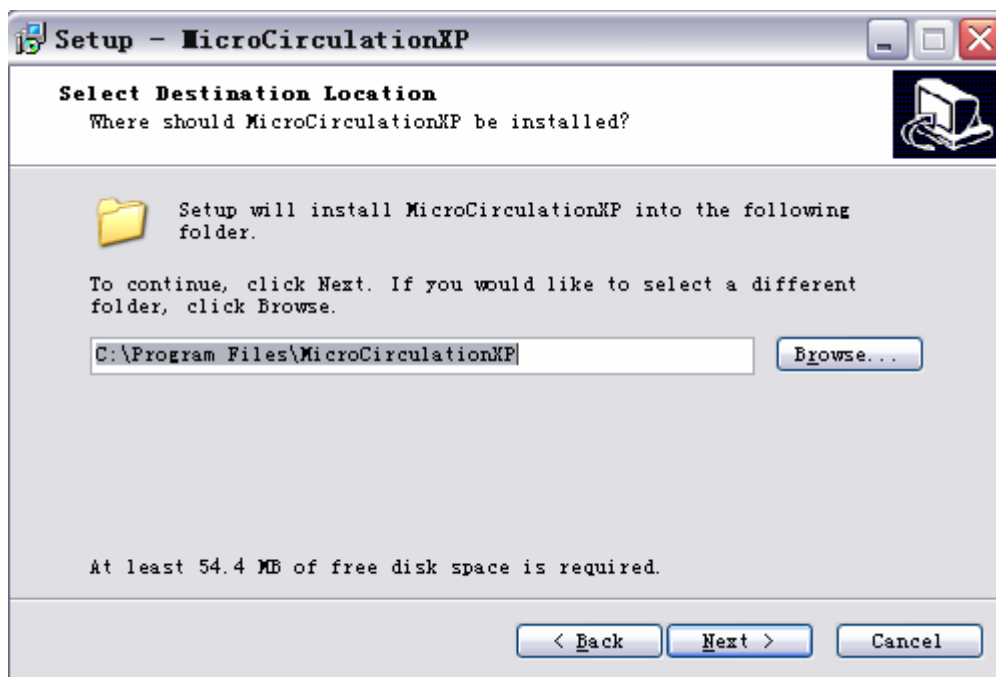 Setup - MicroCirculationXP
Select Destination Location
Where should MicroCirculationXP be installed?
Setup will install MicroCirculationXP into the following
folder.
To continue, click Next. If you would like to select a different
folder, click Browse.
C:\Program Files\MicroCirculationXP
Browse...
At least 54.4 MB of free disk space is required.
< Back
Next >
Cancel